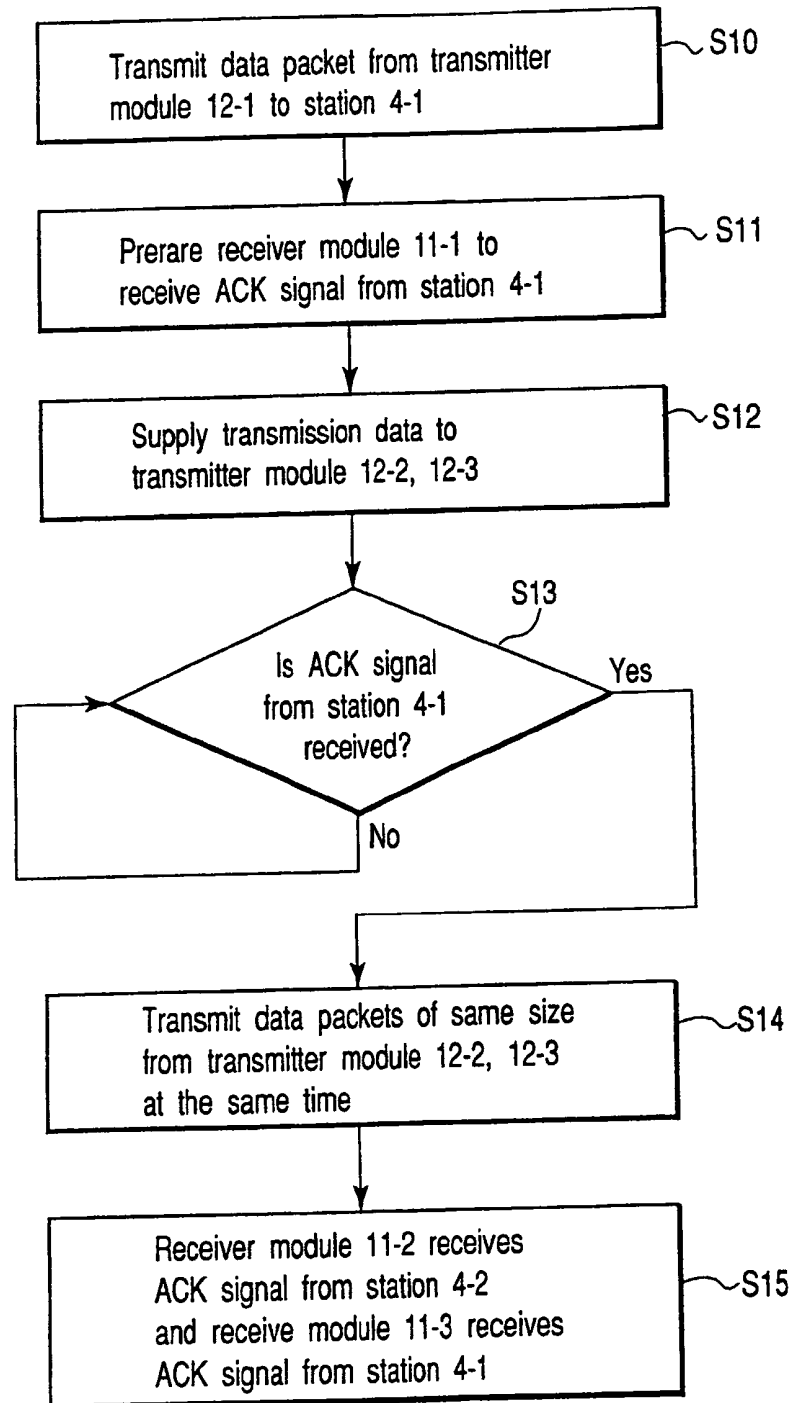 Transmit data packet from transmitter
module 12-1 to station 4-1
S10
Prerare receiver module 11-1 to
receive ACK signal from station 4-1
S11
Supply transmission data to
transmitter module 12-2, 12-3
S12
S13
Is ACK signal
from station 4-1
received?
Yes
No
Transmit data packets of same size
from transmitter module 12-2, 12-3
at the same time
S14
Receiver module 11-2 receives
ACK signal from station 4-2
and receive module 11-3 receives
ACK signal from station 4-1
S15